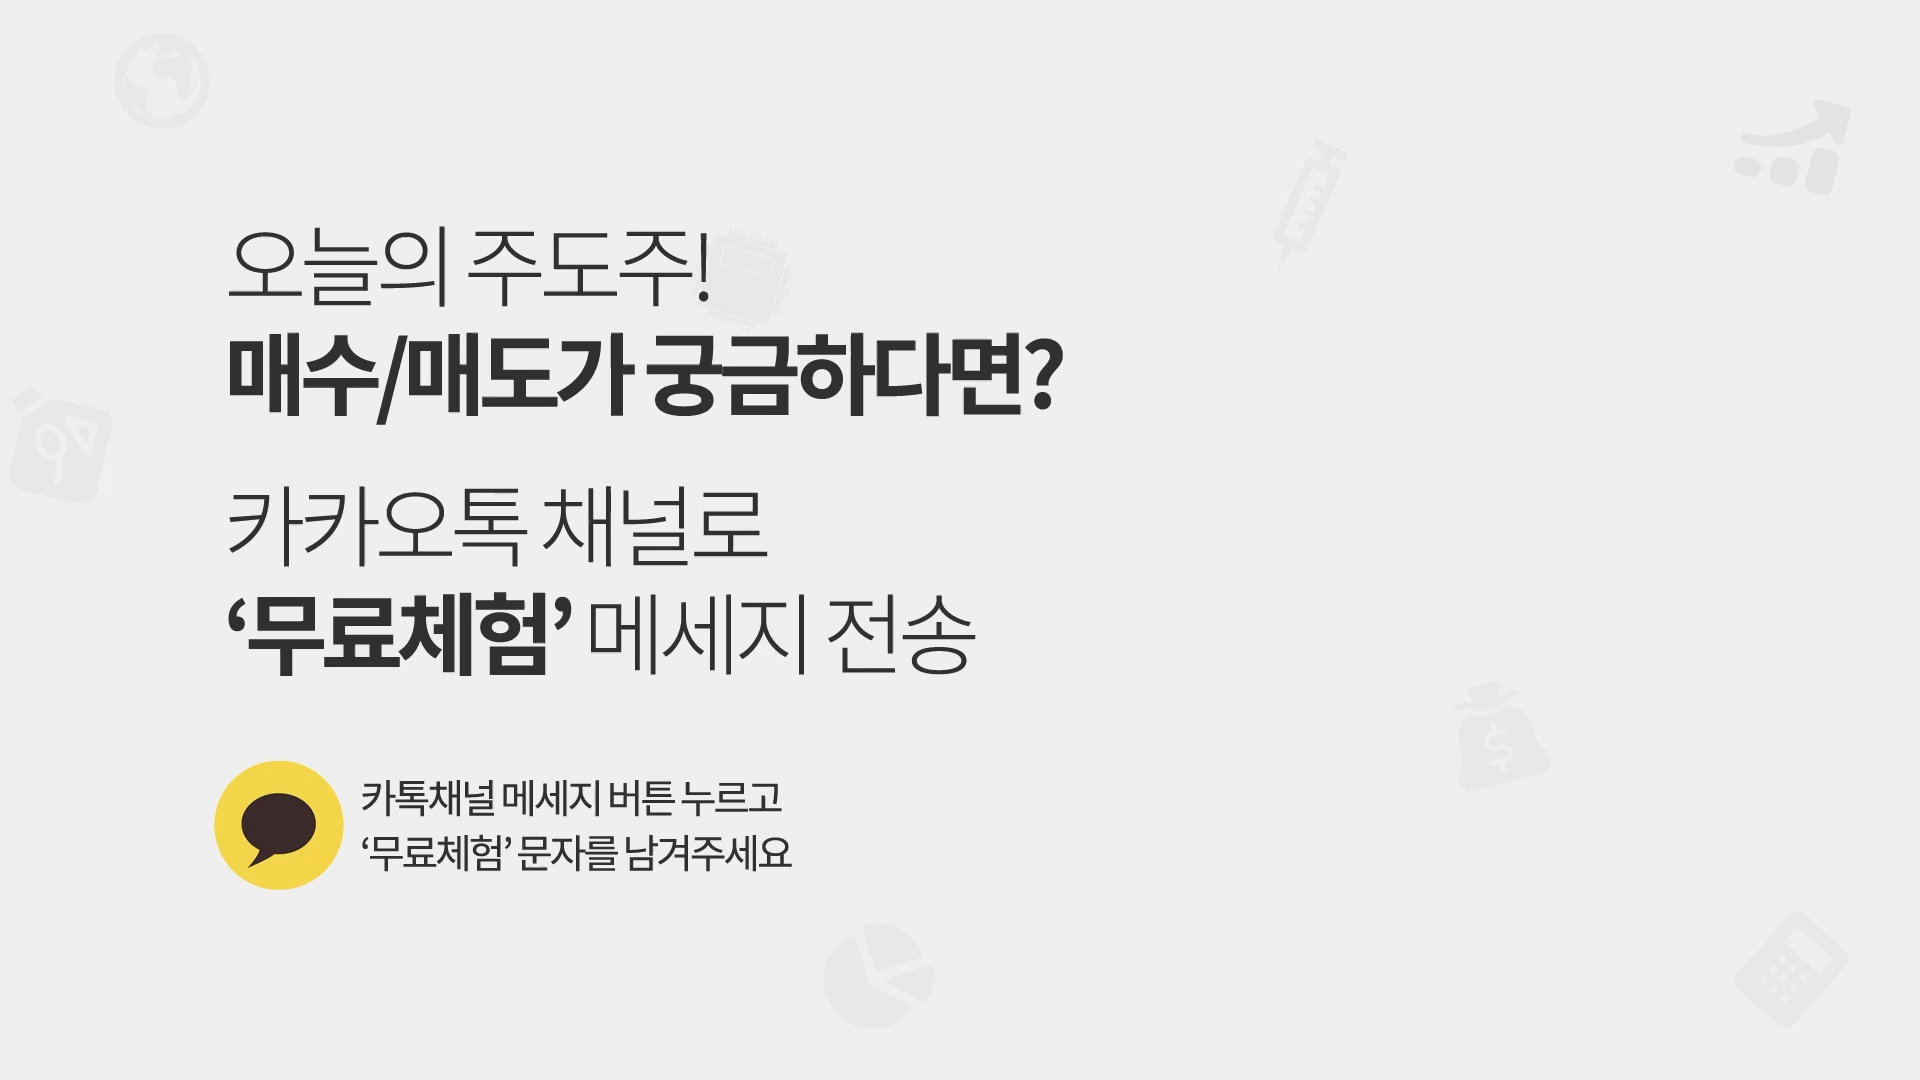 오늘의 주도주!
매수/매도가 궁금하다면?
카카오톡 채널로
‘무료체험’ 메세지 전송
카톡채널 메세지 버튼 누르고
‘무료체험’ 문자를 남겨주세요